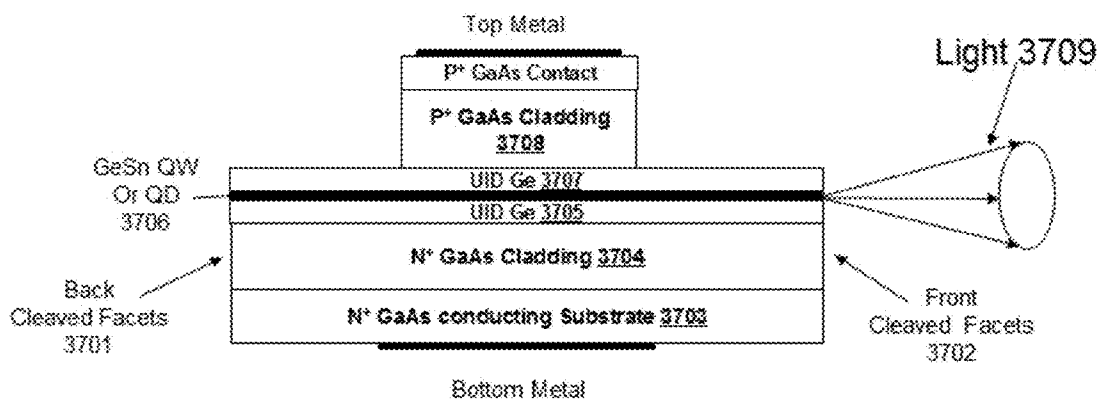 Top Metal
Light 3709
P+ GaAs Contact
P+ GaAs Cladding
3708
GeSn QW
Or QD
3706
UID Ge 3707
UID Ge 3705
N+ GaAs Cladding 3704
Back
Cleaved Facets
3701
Front
Cleaved Facets
3702
N+ GaAs conducting Substrate 3703
Bottom Metal